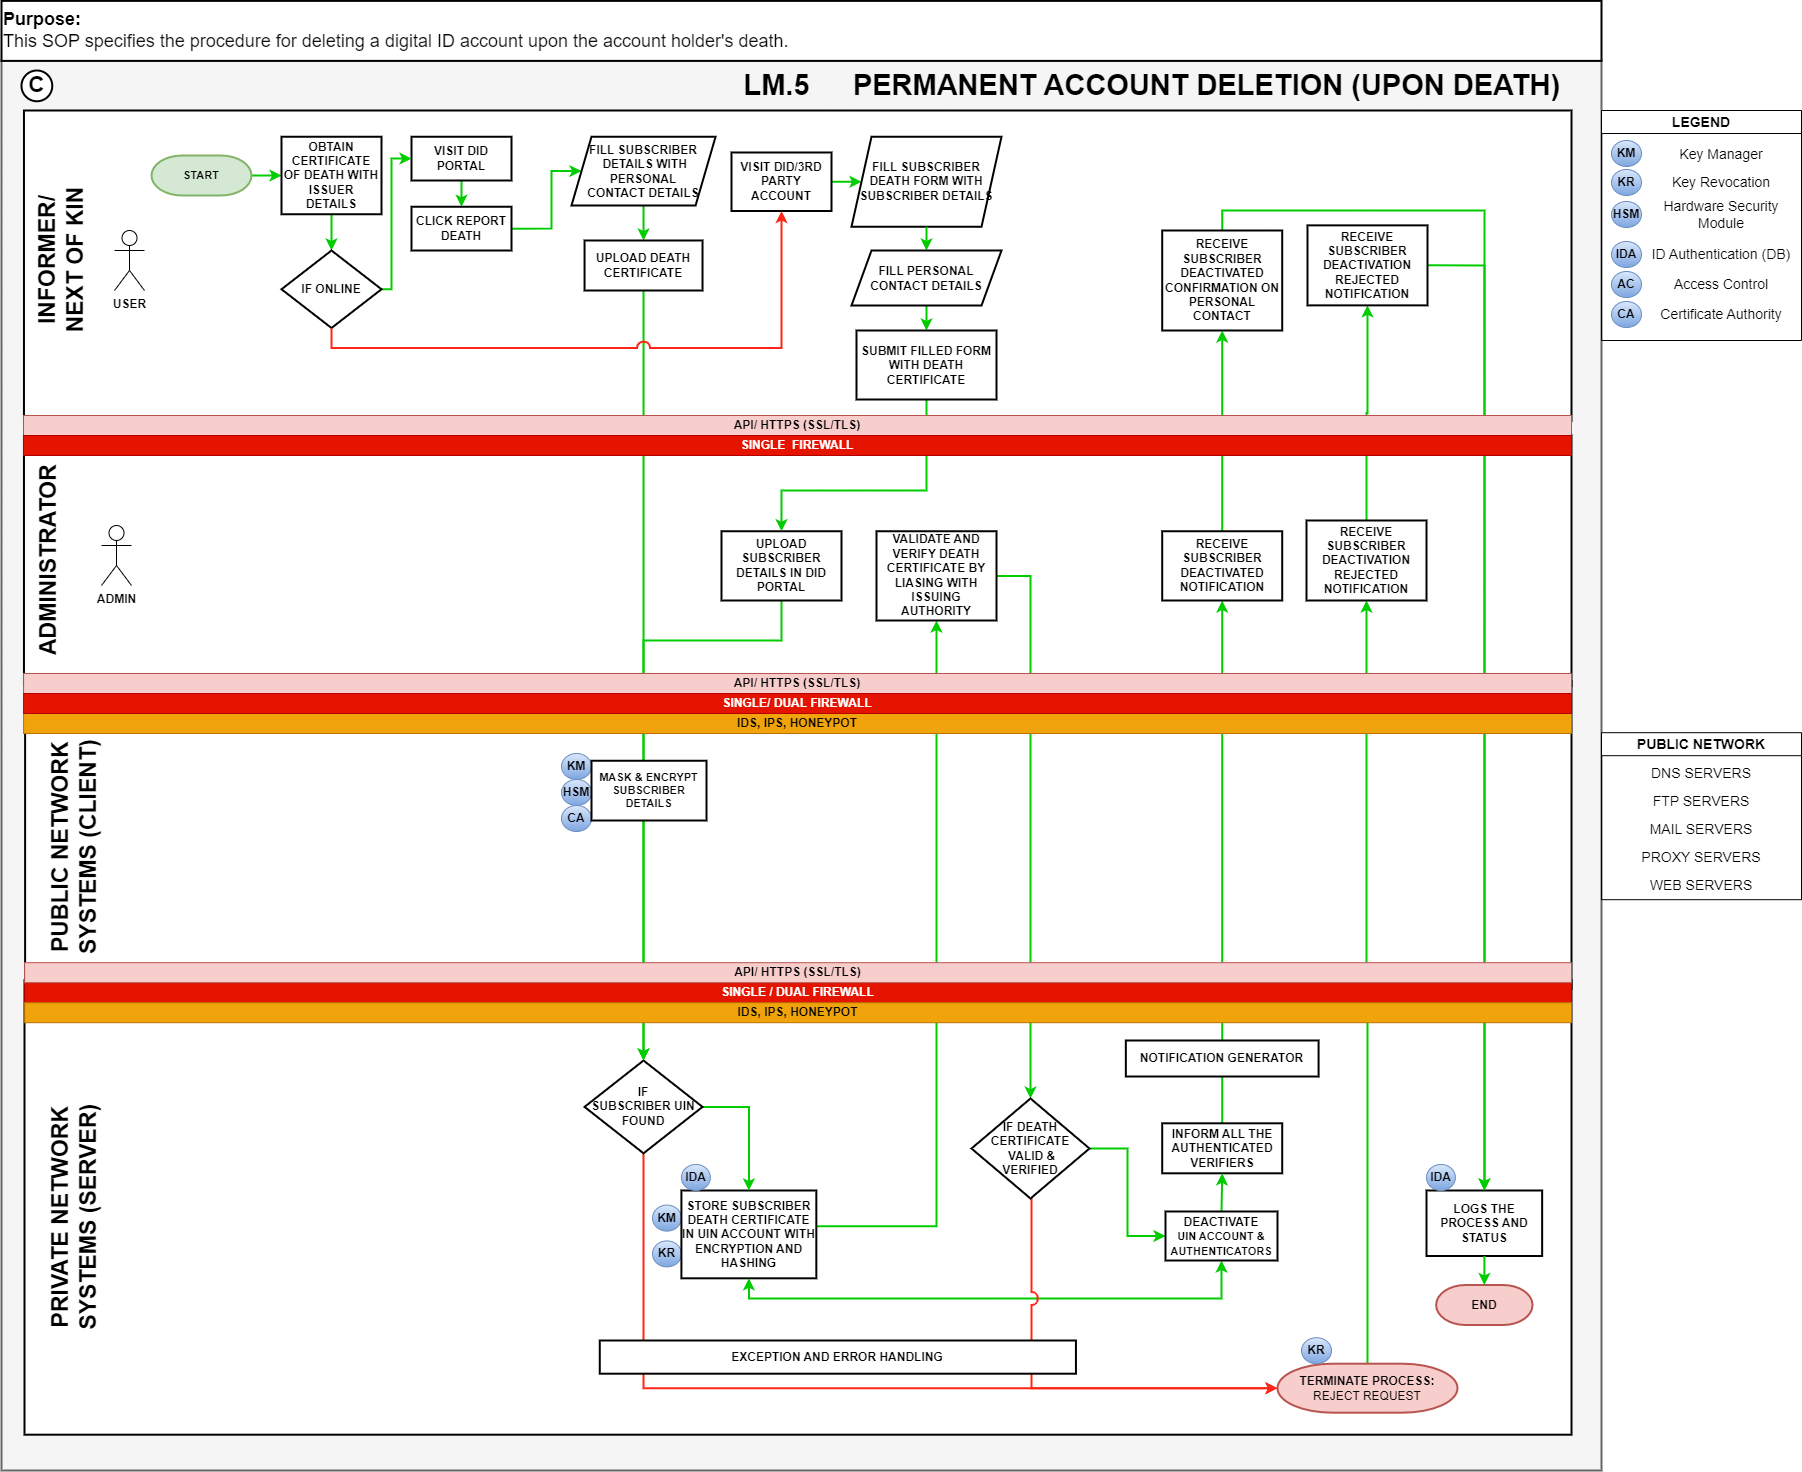 Purpose:
This SOP specifies the procedure for deleting a digital ID account upon the account holder's death.
C
LM.5 PERMANENT ACCOUNT DELETION (UPON DEATH)
INFORMER/
NEXT OF KIN
USER
START
OBTAIN
CERTIFICATE
OF DEATH WITH
ISSUER
DETAILS
IF ONLINE
VISIT DID
PORTAL
CLICK REPORT
DEATH
FILL SUBSCRIBER
DETAILS WITH
PERSONAL
CONTACT DETAILS
UPLOAD DEATH
CERTIFICATE
VISIT DID/3RD
PARTY
ACCOUNT
FILL SUBSCRIBER
DEATH FORM WITH
SUBSCRIBER DETAILS
FILL PERSONAL
CONTACT DETAILS
SUBMIT FILLED FORM
WITH DEATH
CERTIFICATE
RECEIVE
SUBSCRIBER
DEACTIVATED
CONFIRMATION ON
PERSONAL
CONTACT
RECEIVE
SUBSCRIBER
DEACTIVATION
REJECTED
NOTIFICATION
LEGEND
KM Key Manager
KR Key Revocation
HSM Hardware Security
Module
IDA ID Authentication (DB)
AC Access Control
CA Certificate Authority
API/ HTTPS (SSL/TLS)
SINGLE FIREWALL
ADMINISTRATOR
ADMIN
UPLOAD
SUBSCRIBER
DETAILS IN DID
PORTAL
VALIDATE AND
VERIFY DEATH
CERTIFICATE BY
LIASING WITH
ISSUING
AUTHORITY
RECEIVE
SUBSCRIBER
DEACTIVATED
NOTIFICATION
RECEIVE
SUBSCRIBER
DEACTIVATION
REJECTED
NOTIFICATION
API/ HTTPS (SSL/TLS)
SINGLE/ DUAL FIREWALL
IDS, IPS, HONEYPOT
PUBLIC NETWORK
SYSTEMS (CLIENT)
KM
HSM
CA
MASK & ENCRYPT
SUBSCRIBER
DETAILS
PUBLIC NETWORK
DNS SERVERS
FTP SERVERS
MAIL SERVERS
PROXY SERVERS
WEB SERVERS
API/ HTTPS (SSL/TLS)
SINGLE / DUAL FIREWALL
IDS, IPS, HONEYPOT
PRIVATE NETWORK
SYSTEMS (SERVER)
IF
SUBSCRIBER UIN
FOUND
IDA
KM
KR
STORE SUBSCRIBER
DEATH CERTIFICATE
IN UIN ACCOUNT WITH
ENCRYPTION AND
HASHING
IF DEATH
CERTIFICATE
VALID &
VERIFIED
NOTIFICATION GENERATOR
INFORM ALL THE
AUTHENTICATED
VERIFIERS
DEACTIVATE
UIN ACCOUNT &
AUTHENTICATORS
IDA
LOGS THE
PROCESS AND
STATUS
END
EXCEPTION AND ERROR HANDLING
KR
TERMINATE PROCESS:
REJECT REQUEST